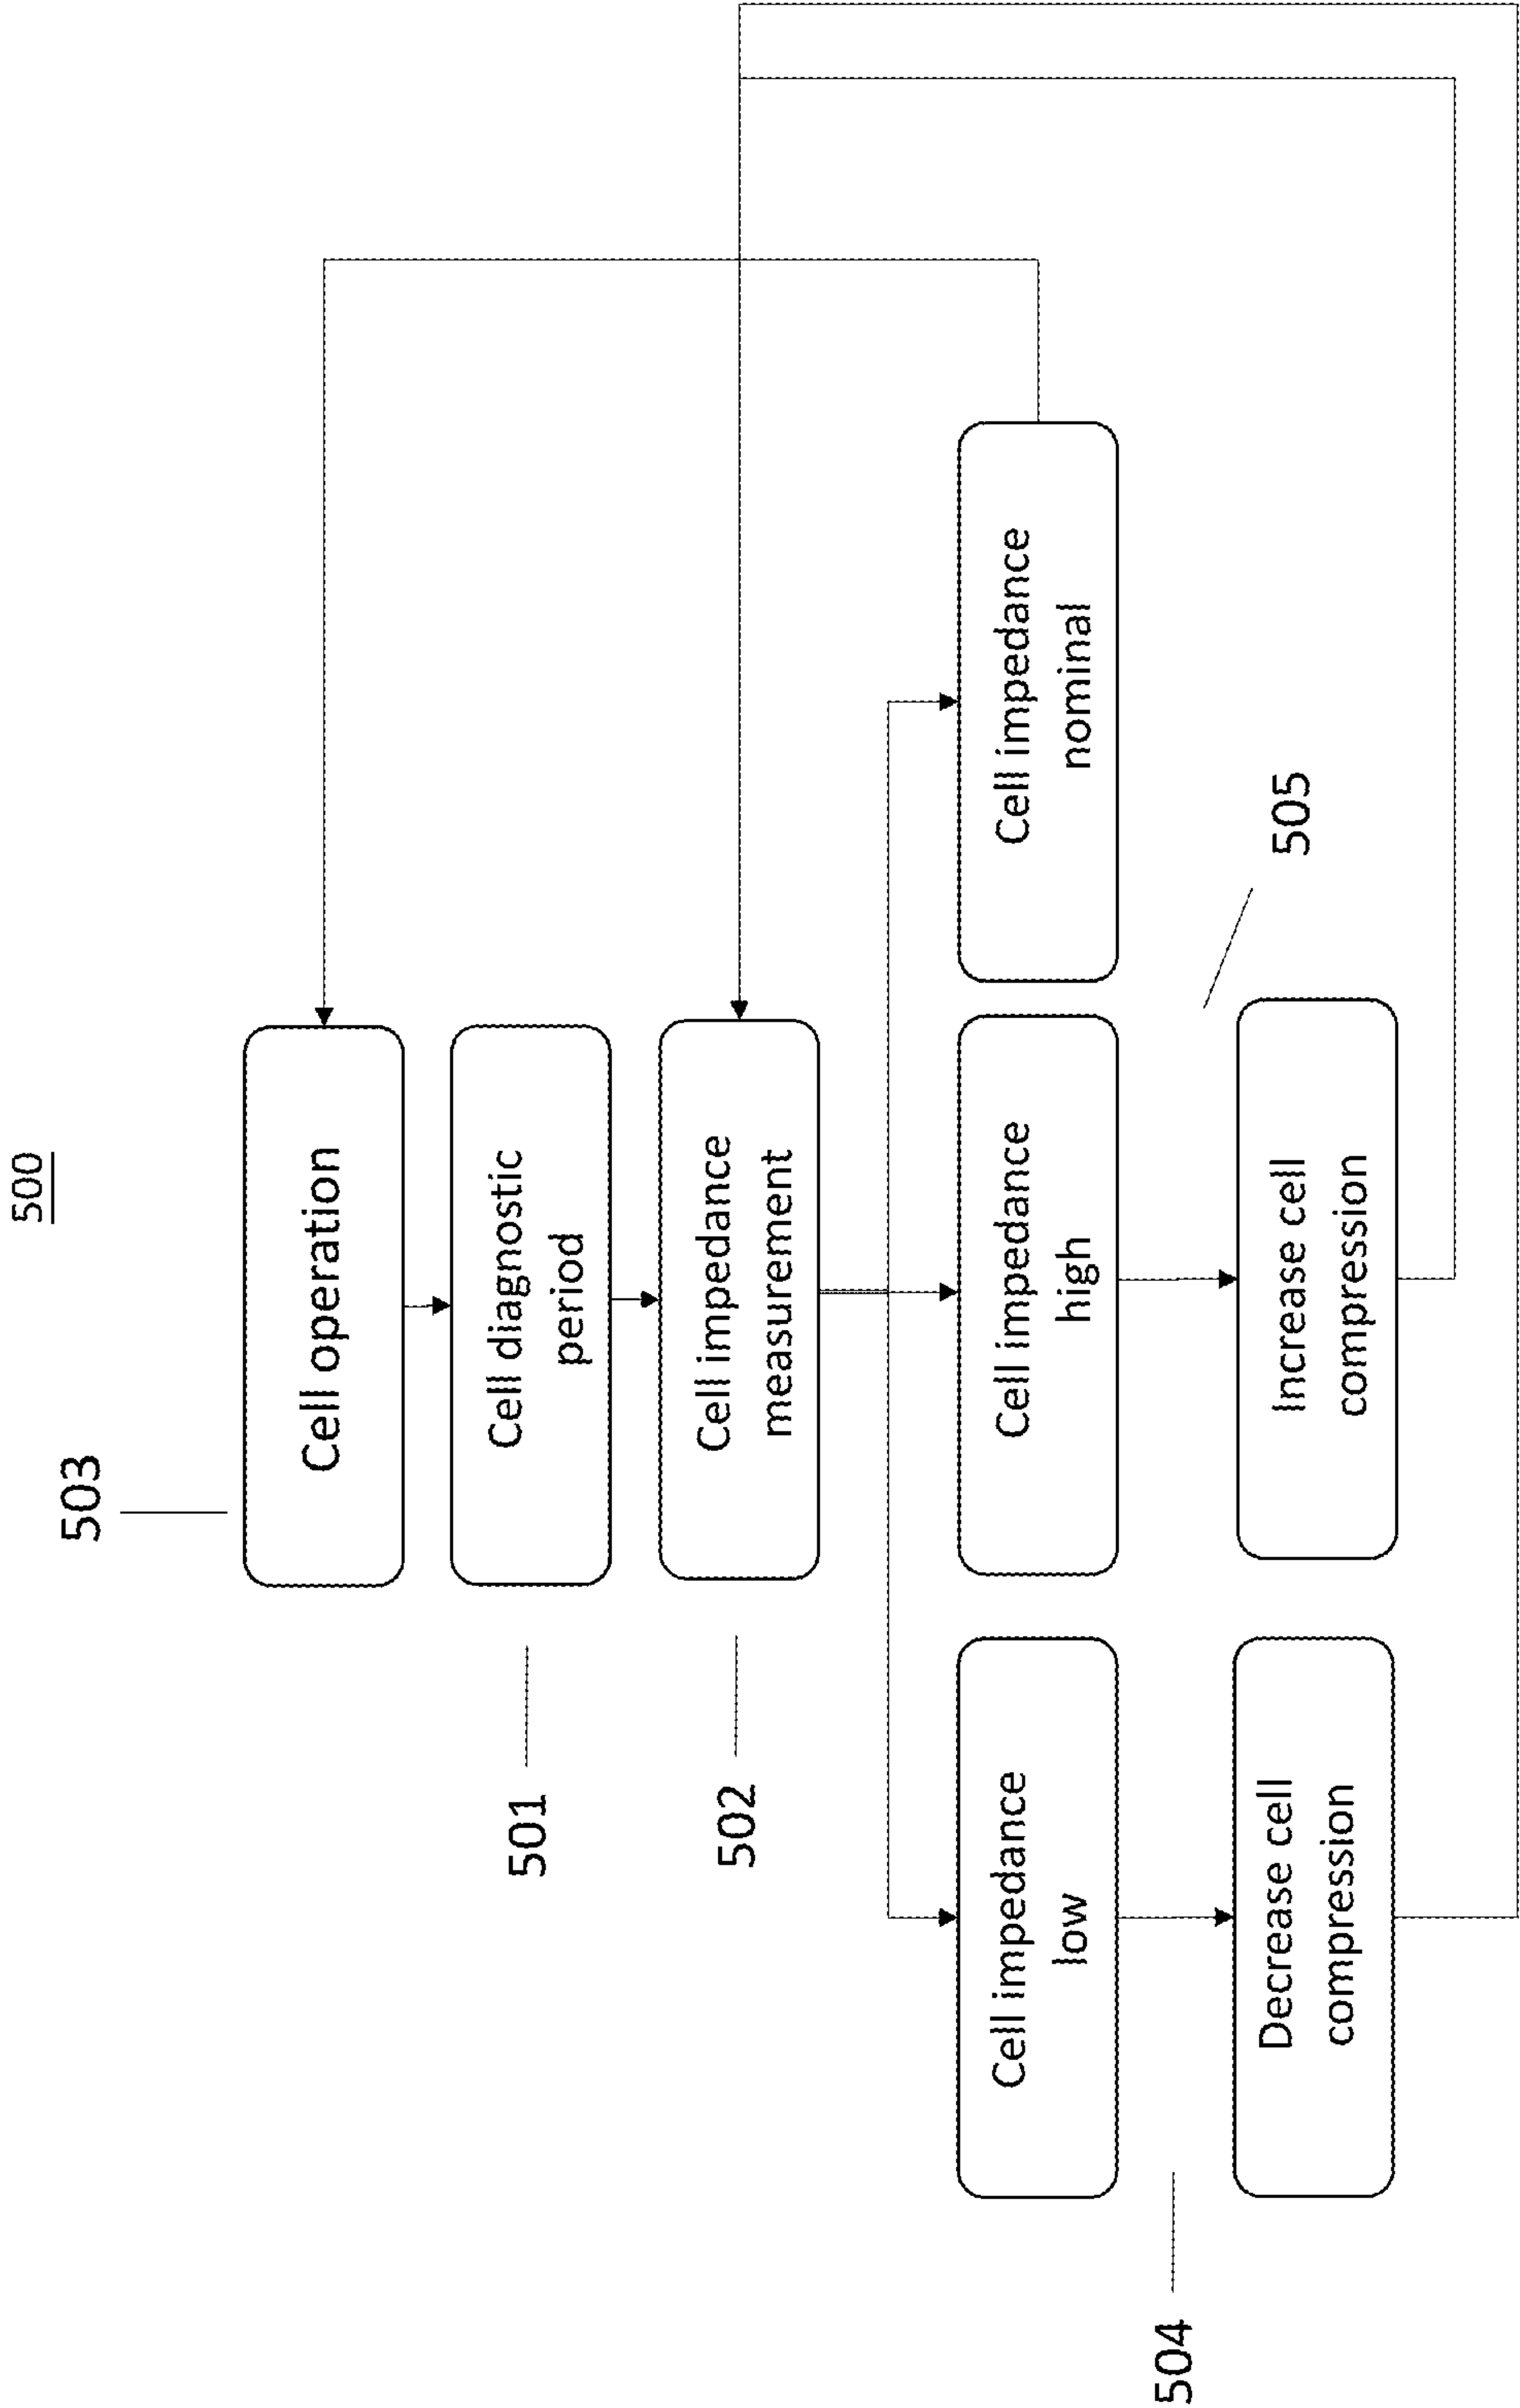 500
503
Cell operation
501
Cell diagnostic
period
502
Cell impedance
measurement
Cell impedance
low
Cell impedance
high
Cell impedance
nominal
504
505
Decrease cell
compression
Increase cell
compression